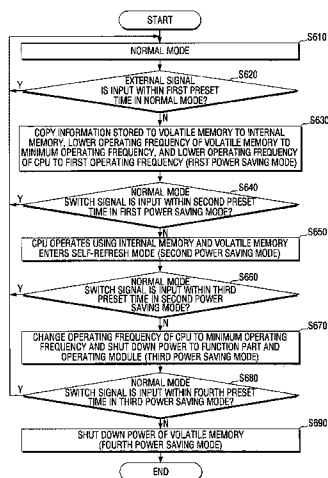 START
S610
NORMAL MODE
S620
EXTERNAL SIGNAL
IS INPUT WITHIN FIRST PRESET
TIME IN NORMAL MODE?
Y
N
S630
COPY INFORMATION STORED TO VOLATILE MEMORY TO INTERNAL
MEMORY, LOWER OPERATING FREQUENCY OF VOLATILE MEMORY TO
MINIMUM OPERATING FREQUENCY, AND LOWER OPERATING FREQUENCY
OF CPU TO FIRST OPERATING FREQUENCY (FIRST POWER SAVING MODE)
S640
NORMAL MODE
SWITCH SIGNAL IS INPUT WITHIN SECOND PRESET
TIME IN FIRST POWER SAVING MODE?
Y
N
S650
CPU OPERATES USING INTERNAL MEMORY AND VOLATILE MEMORY
ENTERS SELF-REFRESH MODE (SECOND POWER SAVING MODE)
S660
NORMAL MODE
SWITCH SIGNAL IS INPUT WITHIN THIRD
PRESET TIME IN SECOND POWER
SAVING MODE?
Y
N
S670
CHANGE OPERATING FREQUENCY OF CPU TO MINIMUM OPERATING
FREQUENCY AND SHUT DOWN POWER TO FUNCTION PART AND
OPERATING MODULE (THIRD POWER SAVING MODE)
S680
NORMAL MODE
SWITCH SIGNAL IS INPUT WITHIN FOURTH PRESET
TIME IN THIRD POWER SAVING MODE?
Y
N
S690
SHUT DOWN POWER OF VOLATILE MEMORY
(FOURTH POWER SAVING MODE)
END